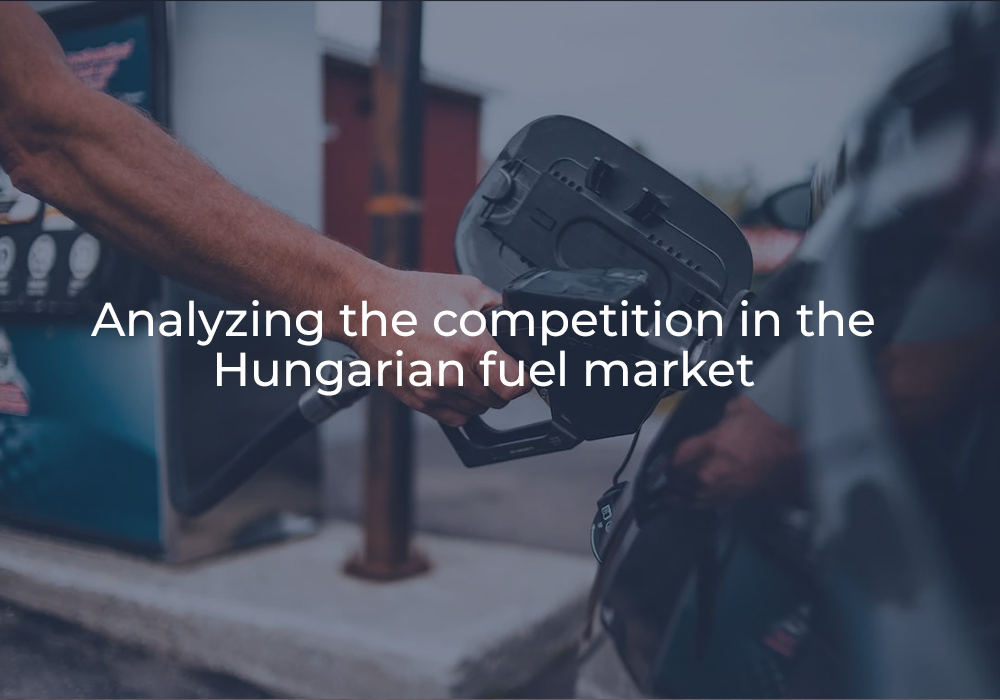 Analyzing the competition in the
Hungarian fuel market